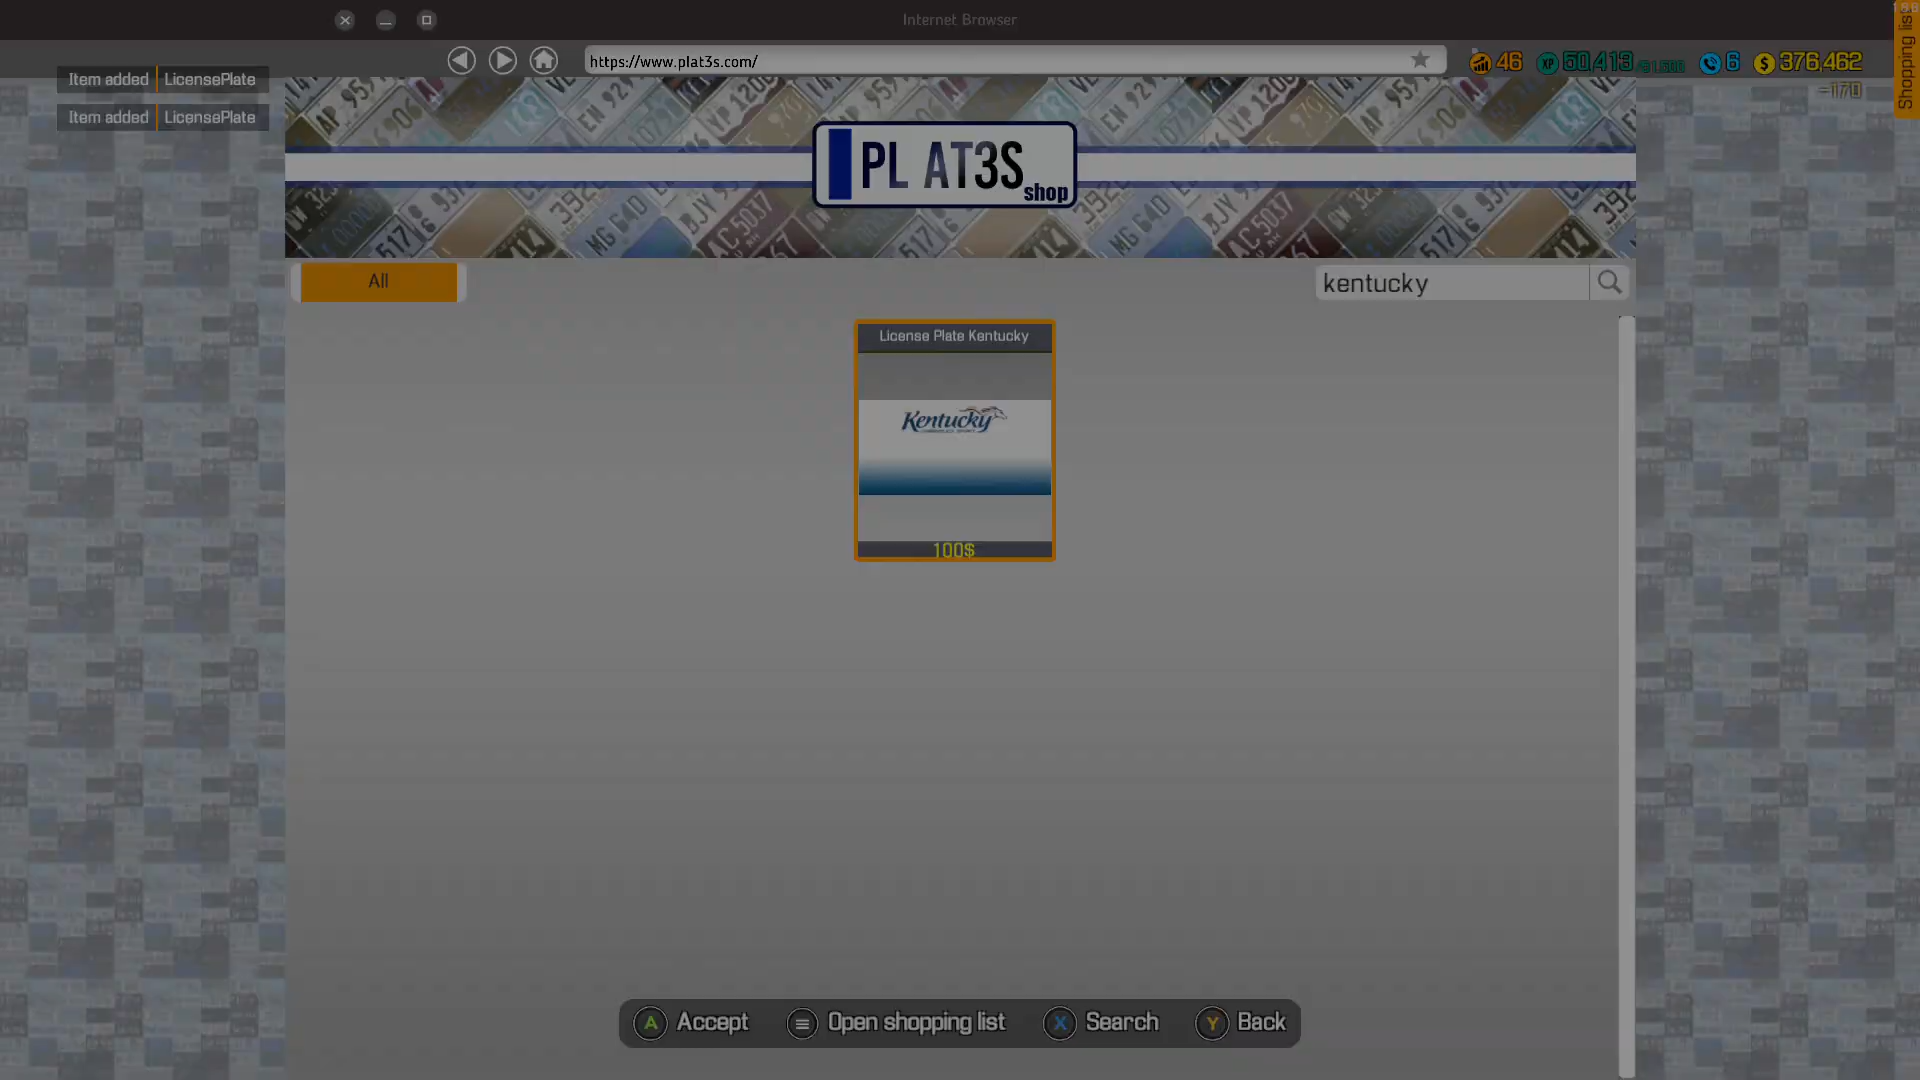 Internet Browser
https://www.plat3s.com/
46
50,413
6
376,462
-170
Shopping list
Item added LicensePlate
Item added LicensePlate
PL AT3S
shop
All
kentucky
License Plate Kentucky
Kentucky
100$
A Accept
Open shopping list
X Search
Y Back